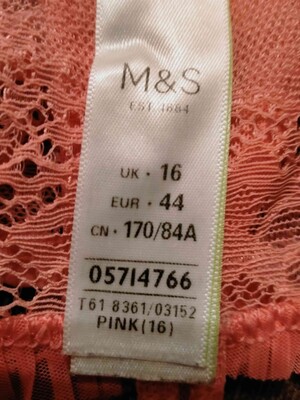 M&S
EST. 1884
UK · 16
EUR · 44
CN · 170/84A
05714766
T61 8361/03152
PINK(16)